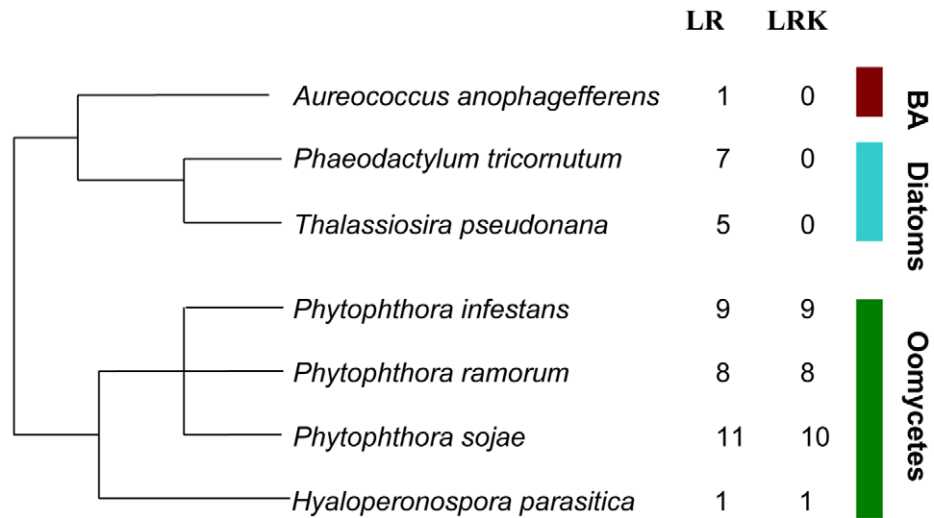 LR LRK
Aureococcus anophagefferens 1 0
Phaeodactylum tricornutum 7 0
Thalassiosira pseudonana 5 0
Phytophthora infestans 9 9
Phytophthora ramorum 8 8
Phytophthora sojae 11 10
Hyaloperonospora parasitica 1 1
BA
Diatoms
Oomycetes